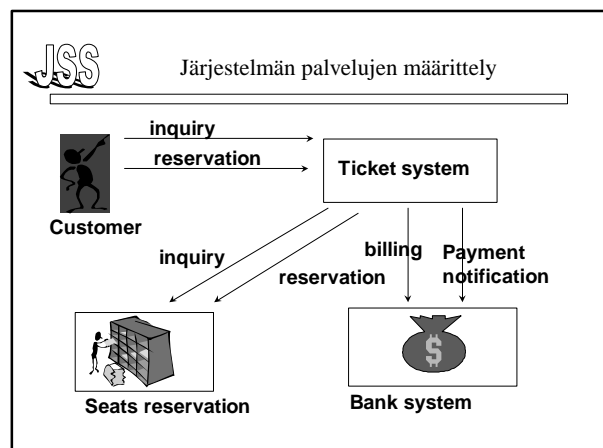 JSS
Järjestelmän palvelujen määrittely
inquiry
reservation
Ticket system
Customer
inquiry
billing
Payment
reservation
notification
$
Seats reservation
Bank system